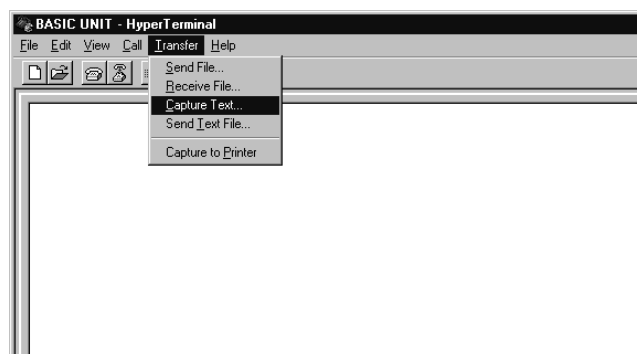 BASIC UNIT - HyperTerminal
File Edit View Call Transfer Help
Send File...
Receive File...
Capture Text...
Send Text File...
Capture to Printer